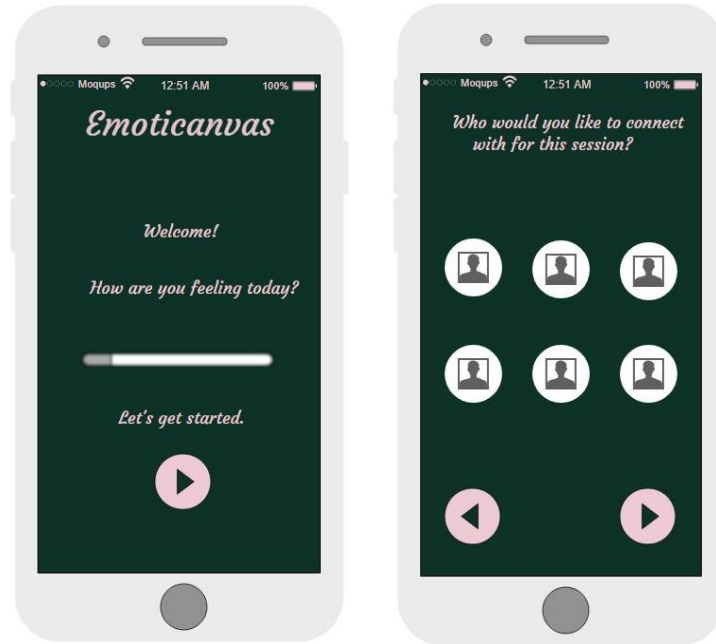 Moqups 12:51 AM 100%
Emoticanvas
Welcome!
How are you feeling today?
Let's get started.
Moqups 12:51 AM 100%
Who would you like to connect
with for this session?